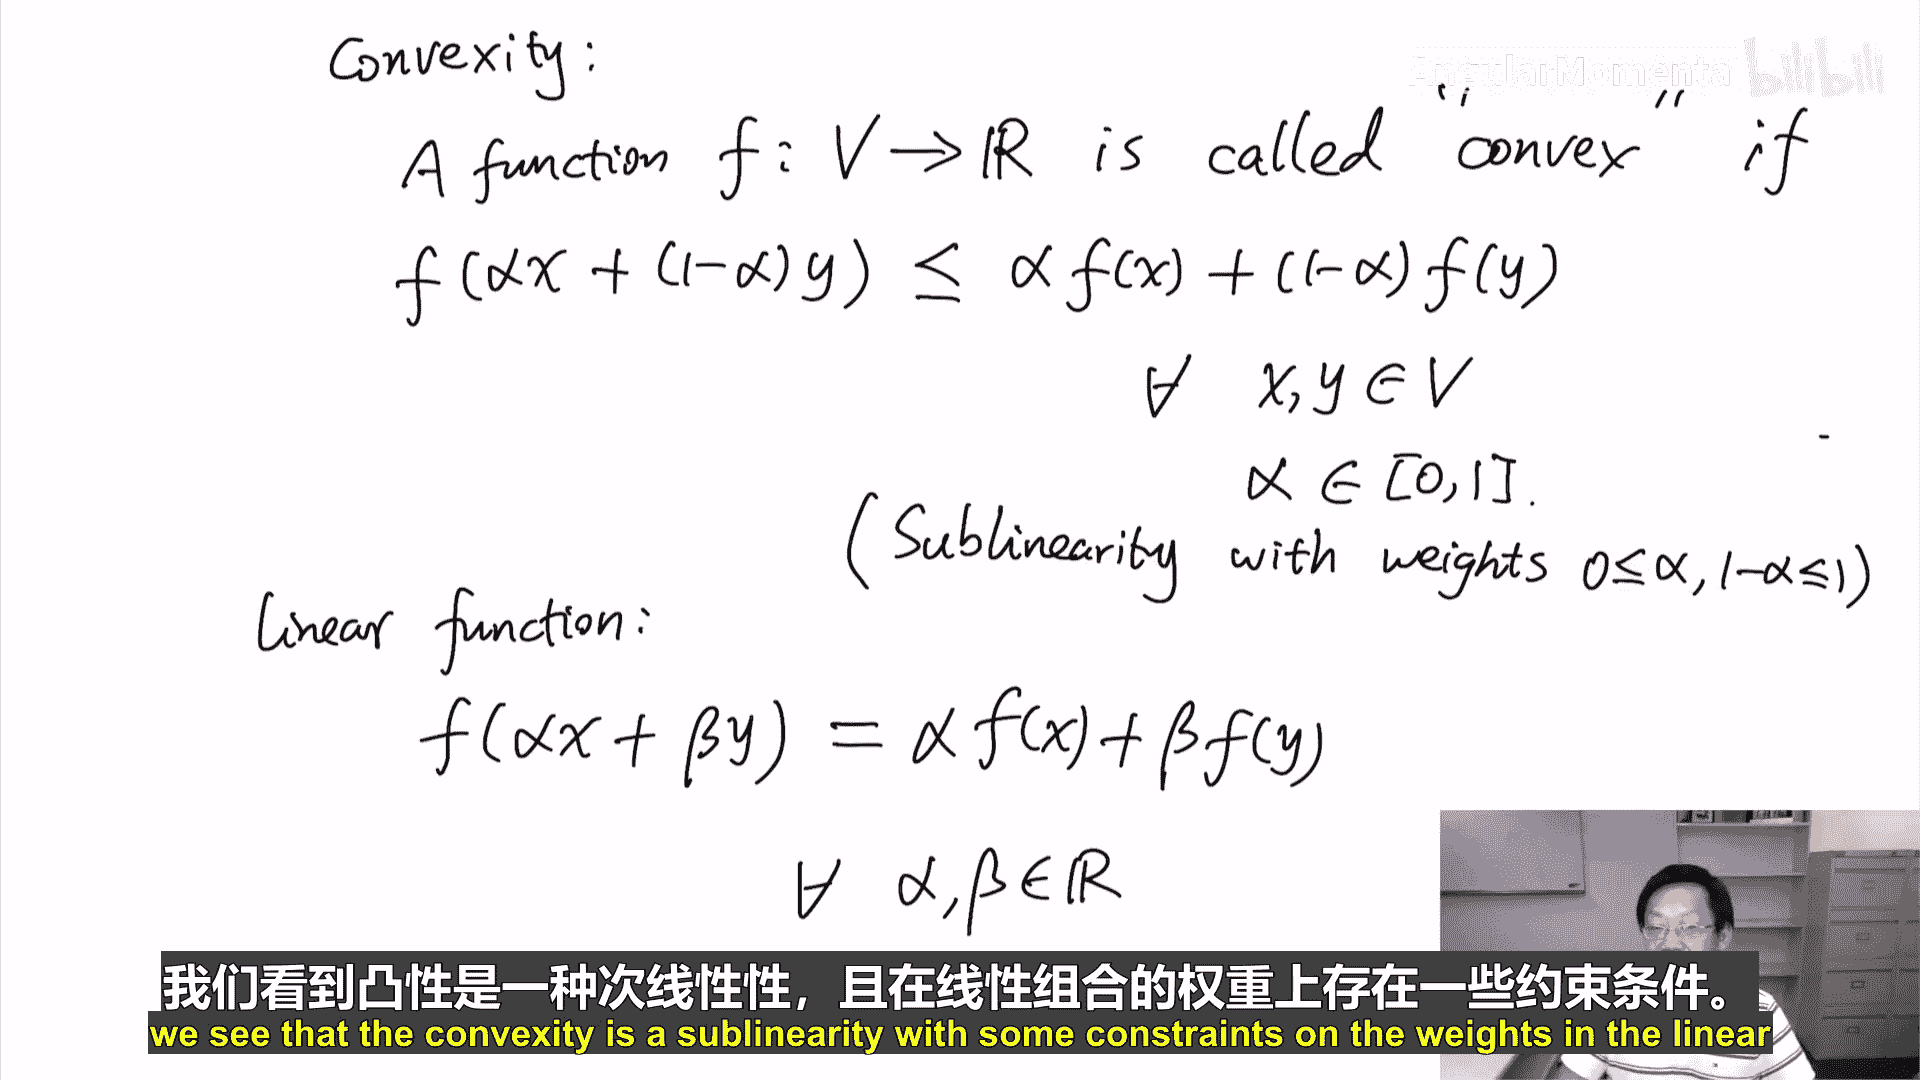 AngularMomenta bilibili
Convexity:
A function f: V → ℝ is called "convex" if
f(αx + (1-α)y) ≤ αf(x) + (1-α)f(y)
∀ x, y ∈ V
α ∈ [0,1].
(Sublinearity with weights 0≤α, 1-α≤1)
Linear function:
f(αx + βy) = αf(x) + βf(y)
∀ α, β ∈ ℝ
我们看到凸性是一种次线性性，且在线性组合的权重上存在一些约束条件。
we see that the convexity is a sublinearity with some constraints on the weights in the linear